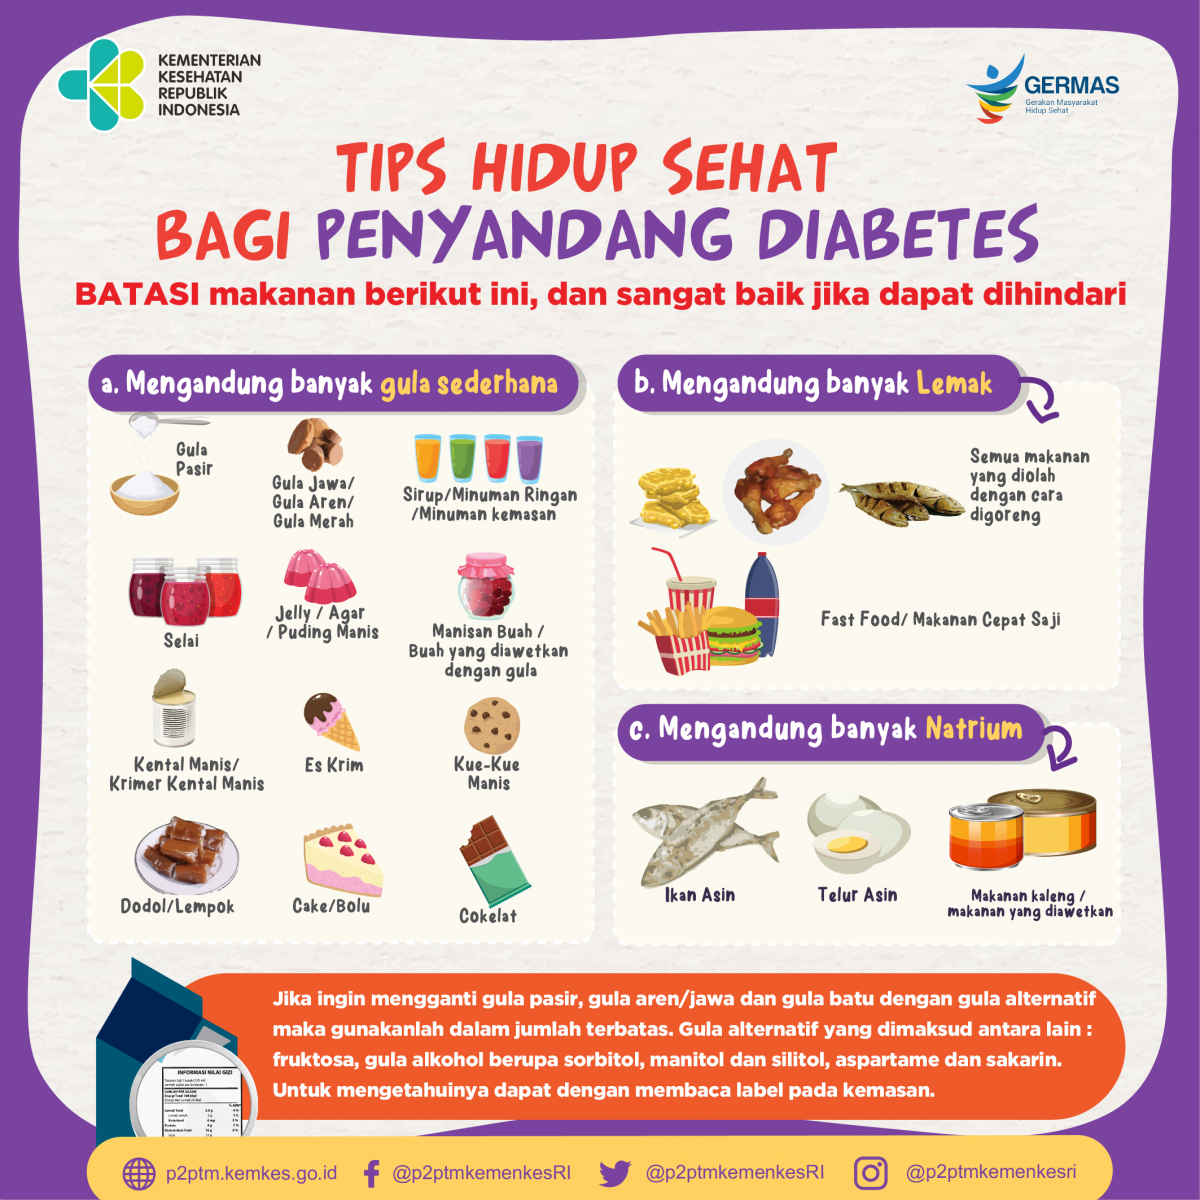 KEMENTERIAN
KESEHATAN
REPUBLIK
INDONESIA
GERMAS
Gerakan Masyarakat
Hidup Sehat
TIPS HIDUP SEHAT
BAGI PENYANDANG DIABETES
BATASI makanan berikut ini, dan sangat baik jika dapat dihindari
a. Mengandung banyak gula sederhana
Gula
Pasir
Gula Jawa/
Gula Aren/
Gula Merah
Sirup/Minuman Ringan
/Minuman kemasan
Selai
Jelly / Agar
/ Puding Manis
Manisan Buah /
Buah yang diawetkan
dengan gula
Kental Manis/
Krimer Kental Manis
Es Krim
Kue-Kue
Manis
Dodol/Lempok
Cake/Bolu
Cokelat
b. Mengandung banyak Lemak
Semua makanan
yang diolah
dengan cara
digoreng
Fast Food/ Makanan Cepat Saji
c. Mengandung banyak Natrium
Ikan Asin
Telur Asin
Makanan kaleng /
makanan yang diawetkan
Jika ingin mengganti gula pasir, gula aren/jawa dan gula batu dengan gula alternatif
maka gunakanlah dalam jumlah terbatas. Gula alternatif yang dimaksud antara lain :
fruktosa, gula alkohol berupa sorbitol, manitol dan silitol, aspartame dan sakarin.
Untuk mengetahuinya dapat dengan membaca label pada kemasan.
INFORMASI NILAI GIZI
p2ptm.kemkes.go.id
@p2ptmkemenkesRI
@p2ptmkemenkesRI
@p2ptmkemenkesri